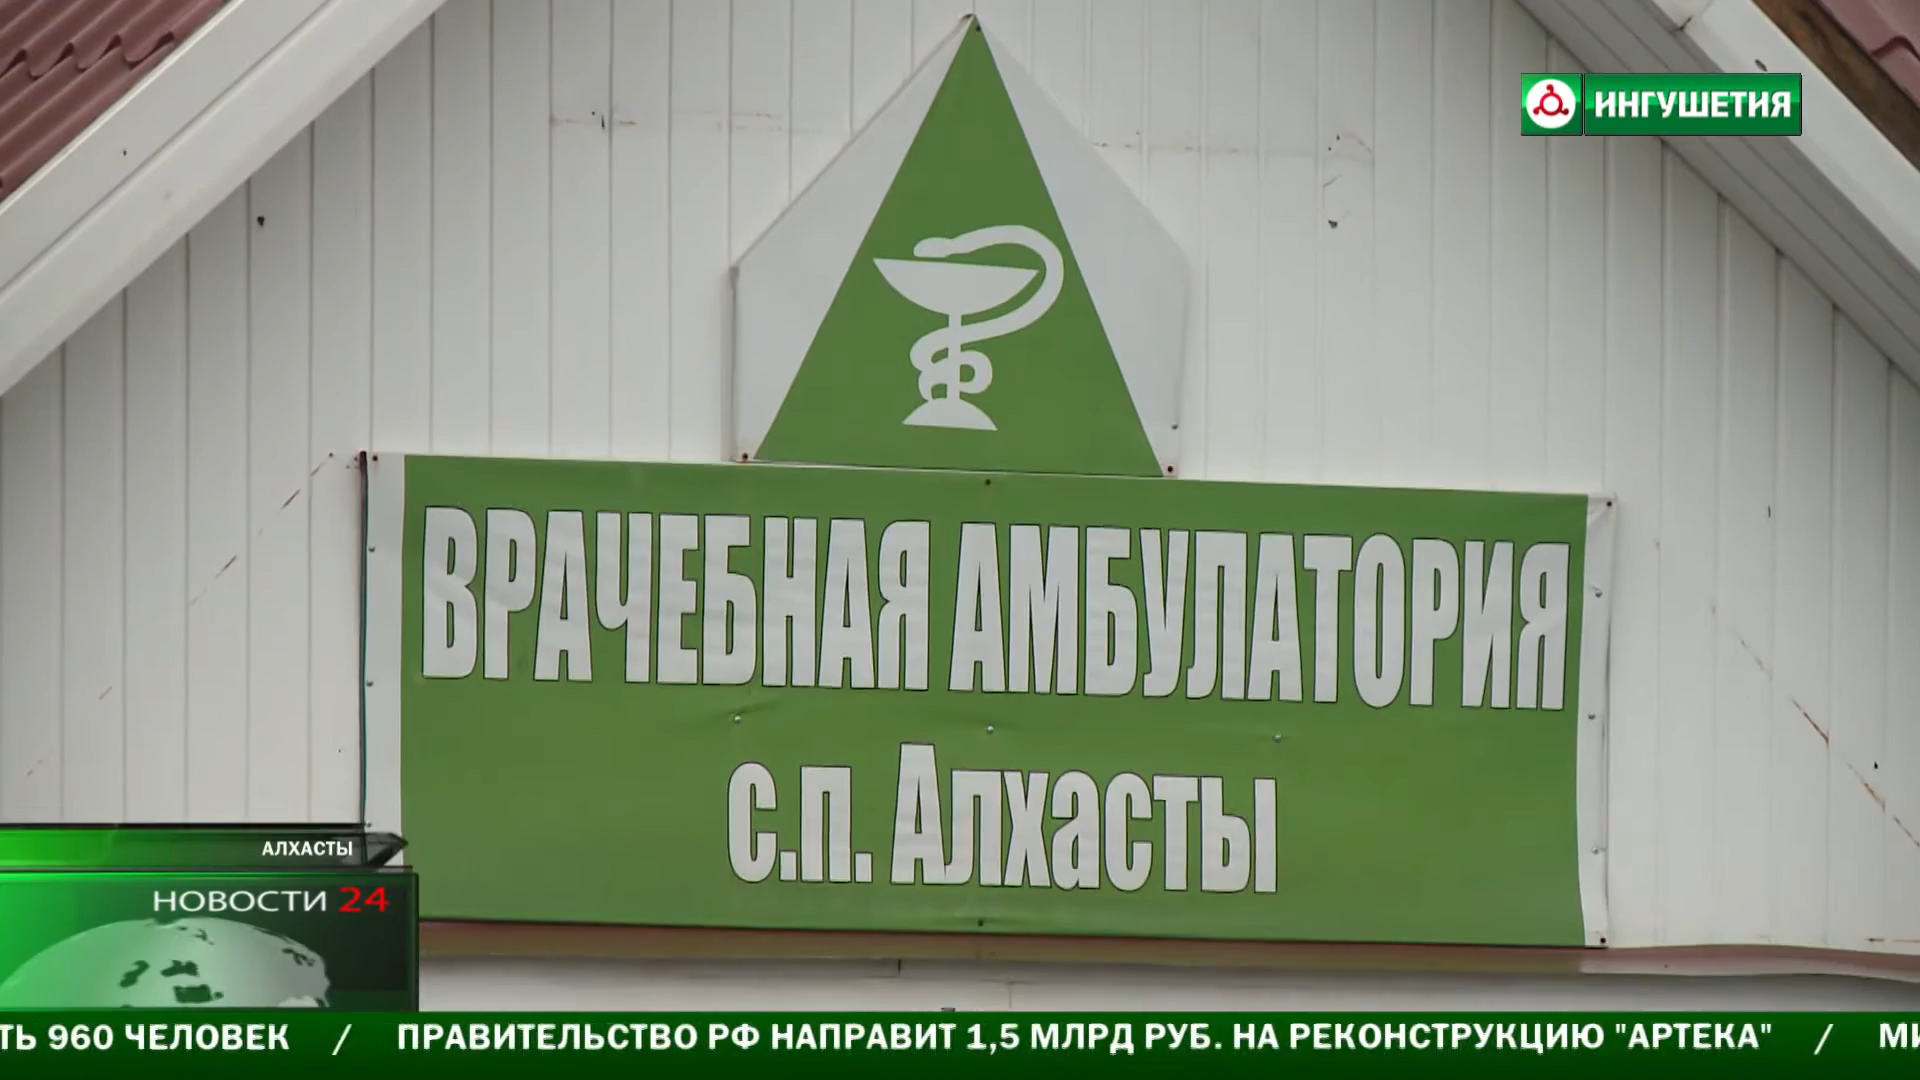 ИНГУШЕТИЯ
ВРАЧЕБНАЯ АМБУЛАТОРИЯ
с.п. Алхасты
АЛХАСТЫ
НОВОСТИ 24
ТЬ 960 ЧЕЛОВЕК / ПРАВИТЕЛЬСТВО РФ НАПРАВИТ 1,5 МЛРД РУБ. НА РЕКОНСТРУКЦИЮ "АРТЕКА" / МИ